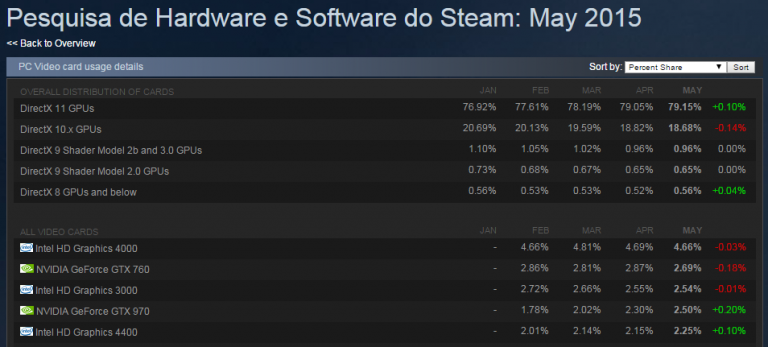 Pesquisa de Hardware e Software do Steam: May 2015
<< Back to Overview
PC Video card usage details Sort by: Percent Share Sort
OVERALL DISTRIBUTION OF CARDS JAN FEB MAR APR MAY
DirectX 11 GPUs 76.92% 77.61% 78.19% 79.05% 79.15% +0.10%
DirectX 10.x GPUs 20.69% 20.13% 19.59% 18.82% 18.68% -0.14%
DirectX 9 Shader Model 2b and 3.0 GPUs 1.10% 1.05% 1.02% 0.96% 0.96% 0.00%
DirectX 9 Shader Model 2.0 GPUs 0.73% 0.68% 0.67% 0.65% 0.65% 0.00%
DirectX 8 GPUs and below 0.56% 0.53% 0.53% 0.52% 0.56% +0.04%
ALL VIDEO CARDS JAN FEB MAR APR MAY
Intel HD Graphics 4000 - 4.66% 4.81% 4.69% 4.66% -0.03%
NVIDIA GeForce GTX 760 - 2.86% 2.81% 2.87% 2.69% -0.18%
Intel HD Graphics 3000 - 2.72% 2.66% 2.55% 2.54% -0.01%
NVIDIA GeForce GTX 970 - 1.78% 2.02% 2.30% 2.50% +0.20%
Intel HD Graphics 4400 - 2.01% 2.14% 2.15% 2.25% +0.10%